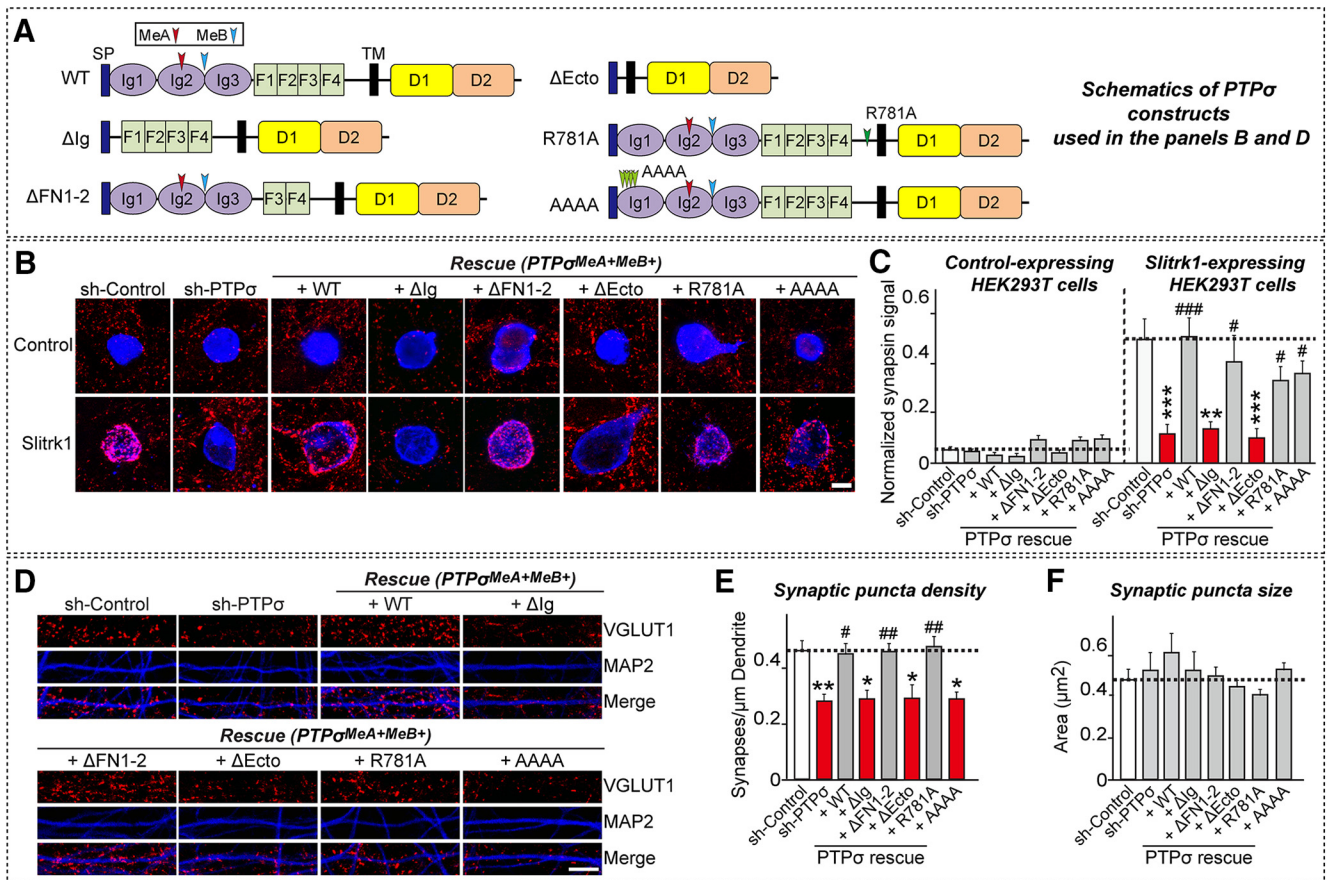 A
MeA MeB
SP
TM
WT
Ig1 Ig2 Ig3 F1 F2 F3 F4 D1 D2
ΔIg
F1 F2 F3 F4 D1 D2
ΔFN1-2
Ig1 Ig2 Ig3 F3 F4 D1 D2
ΔEcto
D1 D2
R781A
R781A
Ig1 Ig2 Ig3 F1 F2 F3 F4 D1 D2
AAAA
AAAA
Ig1 Ig2 Ig3 F1 F2 F3 F4 D1 D2
Schematics of PTPσ
constructs
used in the panels B and D
B
Rescue (PTPσMeA+MeB+)
sh-Control sh-PTPσ + WT + ΔIg + ΔFN1-2 + ΔEcto + R781A + AAAA
Control
Slitrk1
C
Control-expressing
HEK293T cells
Slitrk1-expressing
HEK293T cells
Normalized synapsin signal
0.6
0.4
0.2
0
*** ### ** # *** # #
sh-Control sh-PTPσ + WT + ΔIg + ΔFN1-2 + ΔEcto + R781A + AAAA
PTPσ rescue
sh-Control sh-PTPσ + WT + ΔIg + ΔFN1-2 + ΔEcto + R781A + AAAA
PTPσ rescue
D
Rescue (PTPσMeA+MeB+)
sh-Control sh-PTPσ + WT + ΔIg
VGLUT1
MAP2
Merge
Rescue (PTPσMeA+MeB+)
+ ΔFN1-2 + ΔEcto + R781A + AAAA
VGLUT1
MAP2
Merge
E
Synaptic puncta density
Synapses/μm Dendrite
0.4
0.2
0
** # * ## * ## *
sh-Control sh-PTPσ + WT + ΔIg + ΔFN1-2 + ΔEcto + R781A + AAAA
PTPσ rescue
F
Synaptic puncta size
Area (μm2)
0.6
0.4
0.2
0
sh-Control sh-PTPσ + WT + ΔIg + ΔFN1-2 + ΔEcto + R781A + AAAA
PTPσ rescue